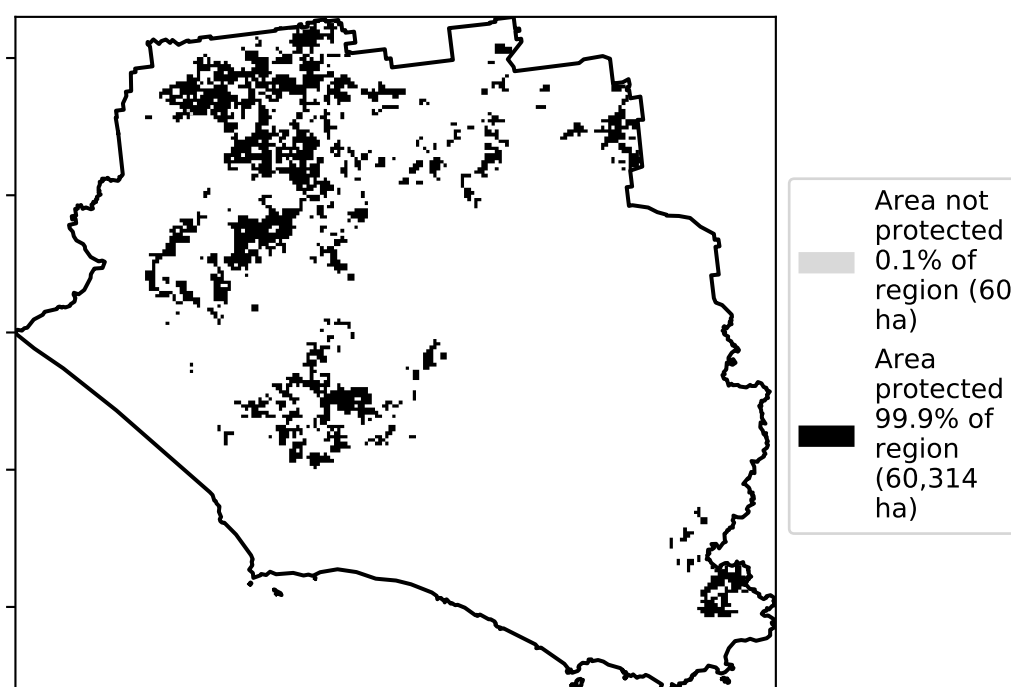 Area not
protected
0.1% of
region (60
ha)
Area
protected
99.9% of
region
(60,314
ha)